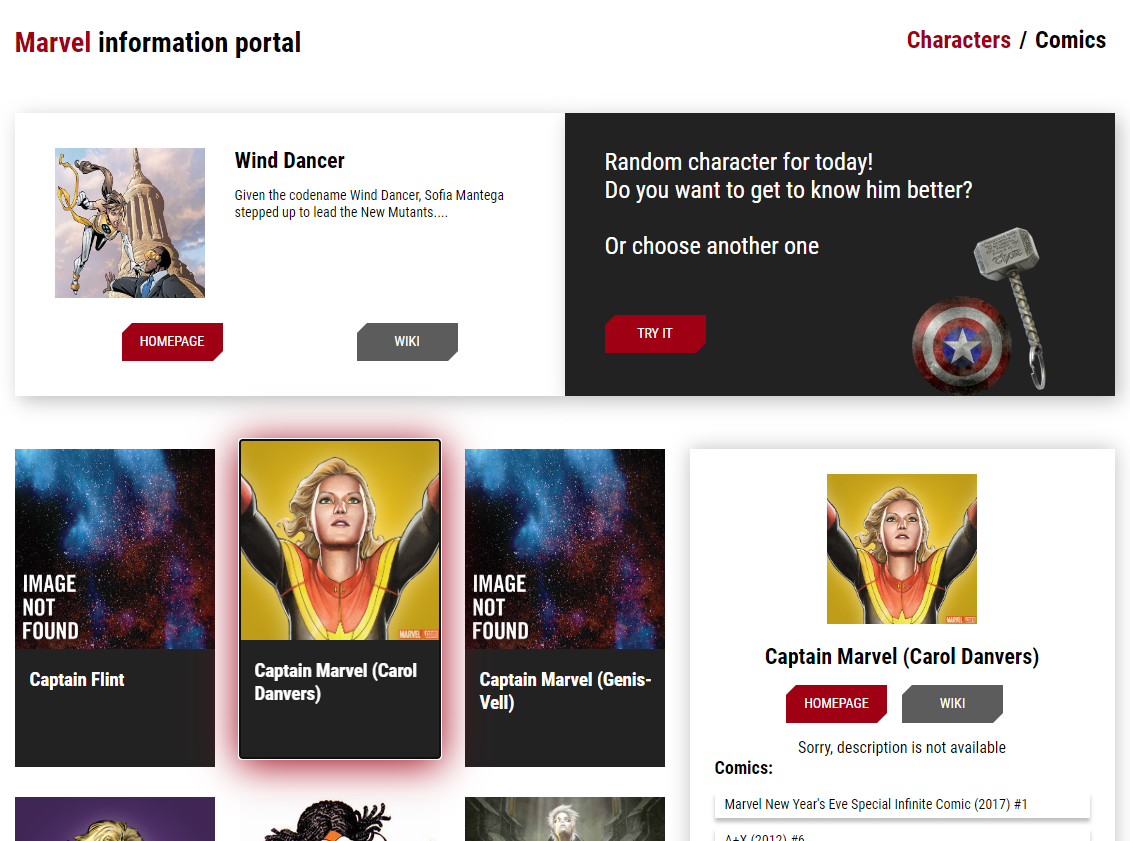 Marvel information portal
Characters / Comics
Wind Dancer
Given the codename Wind Dancer, Sofia Mantega
stepped up to lead the New Mutants....
HOMEPAGE
WIKI
Random character for today!
Do you want to get to know him better?
Or choose another one
TRY IT
IMAGE
NOT
FOUND
Captain Flint
MARVEL
Captain Marvel (Carol
Danvers)
IMAGE
NOT
FOUND
Captain Marvel (Genis-
Vell)
Captain Marvel (Carol Danvers)
HOMEPAGE
WIKI
Sorry, description is not available
Comics:
Marvel New Year's Eve Special Infinite Comic (2017) #1
A+X (2012) #6